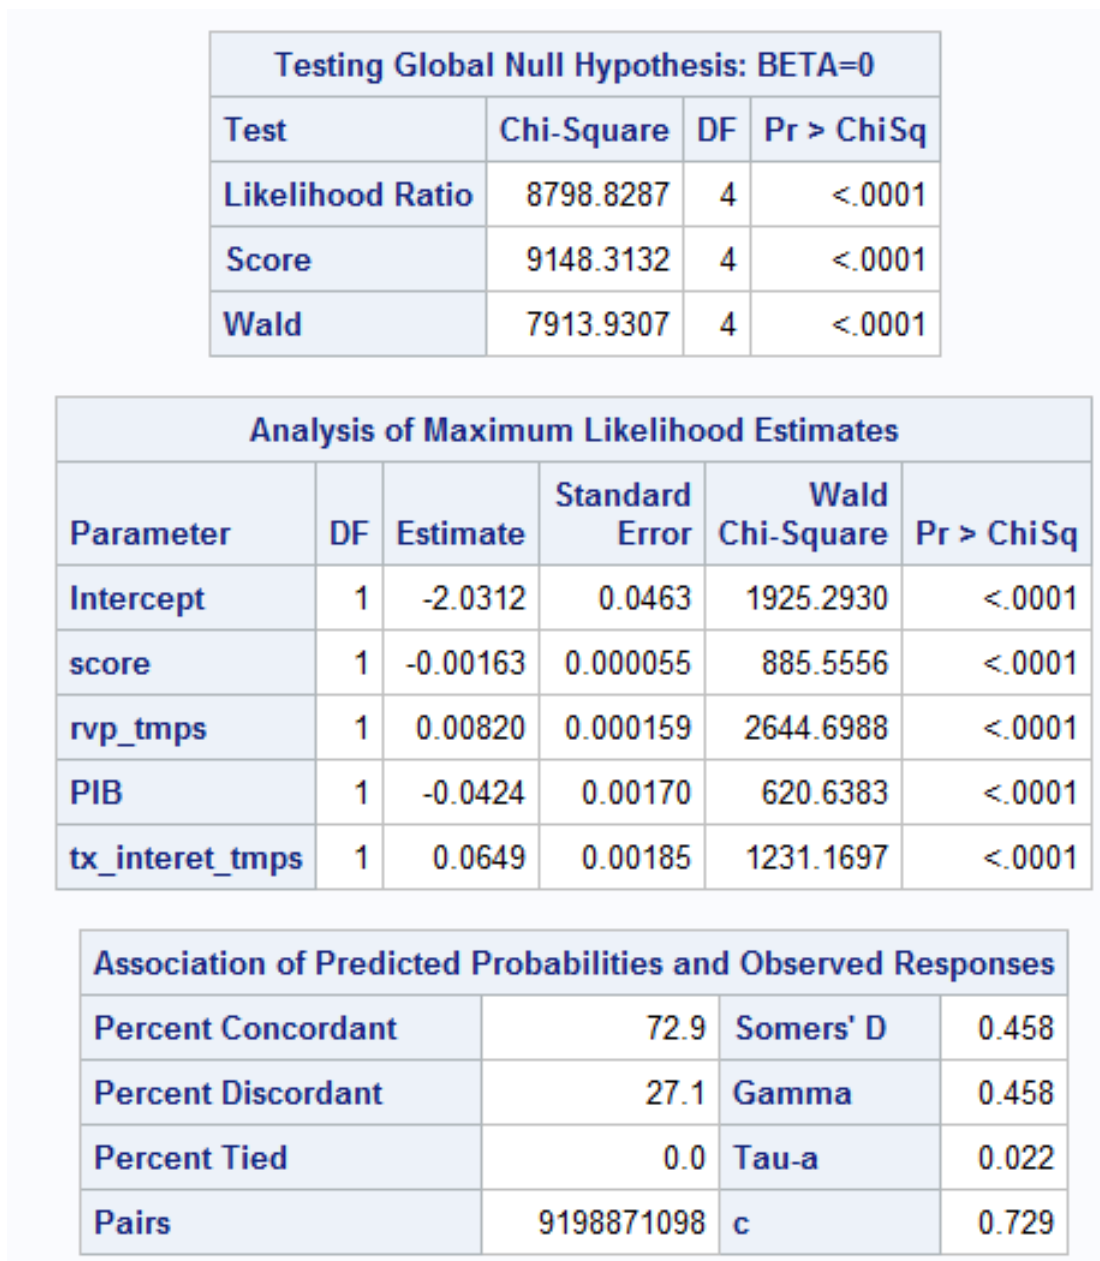 Testing Global Null Hypothesis: BETA=0
Test Chi-Square DF Pr > ChiSq
Likelihood Ratio 8798.8287 4 <.0001
Score 9148.3132 4 <.0001
Wald 7913.9307 4 <.0001
Analysis of Maximum Likelihood Estimates
Parameter DF Estimate Standard Error Wald Chi-Square Pr > ChiSq
Intercept 1 -2.0312 0.0463 1925.2930 <.0001
score 1 -0.00163 0.000055 885.5556 <.0001
rvp_tmps 1 0.00820 0.000159 2644.6988 <.0001
PIB 1 -0.0424 0.00170 620.6383 <.0001
tx_interet_tmps 1 0.0649 0.00185 1231.1697 <.0001
Association of Predicted Probabilities and Observed Responses
Percent Concordant 72.9 Somers' D 0.458
Percent Discordant 27.1 Gamma 0.458
Percent Tied 0.0 Tau-a 0.022
Pairs 9198871098 c 0.729